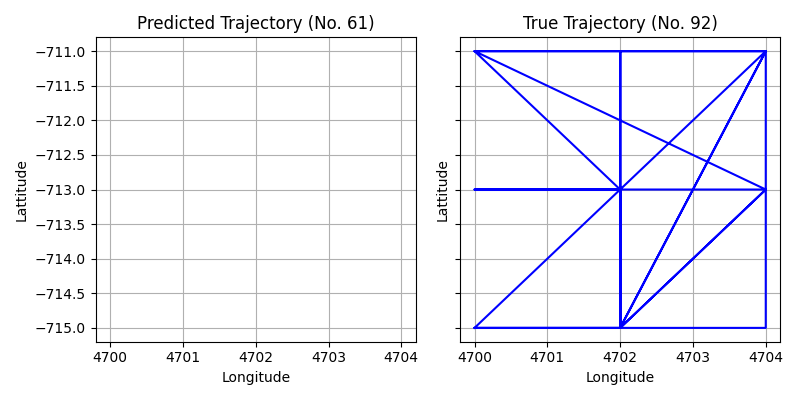 Predicted Trajectory (No. 61)
True Trajectory (No. 92)
−711.0
−711.5
−712.0
−712.5
−713.0
−713.5
−714.0
−714.5
−715.0
Lattitude
Lattitude
4700 4701 4702 4703 4704
4700 4701 4702 4703 4704
Longitude
Longitude